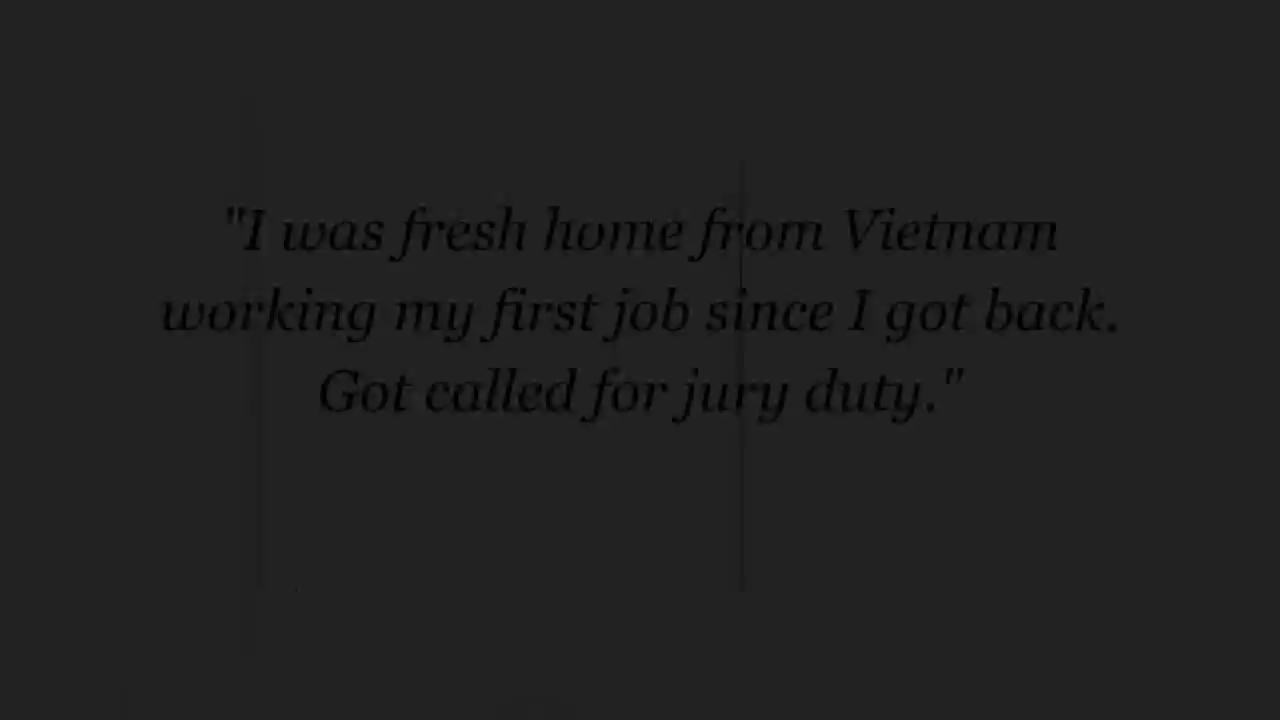 "I was fresh home from Vietnam
working my first job since I got back.
Got called for jury duty."